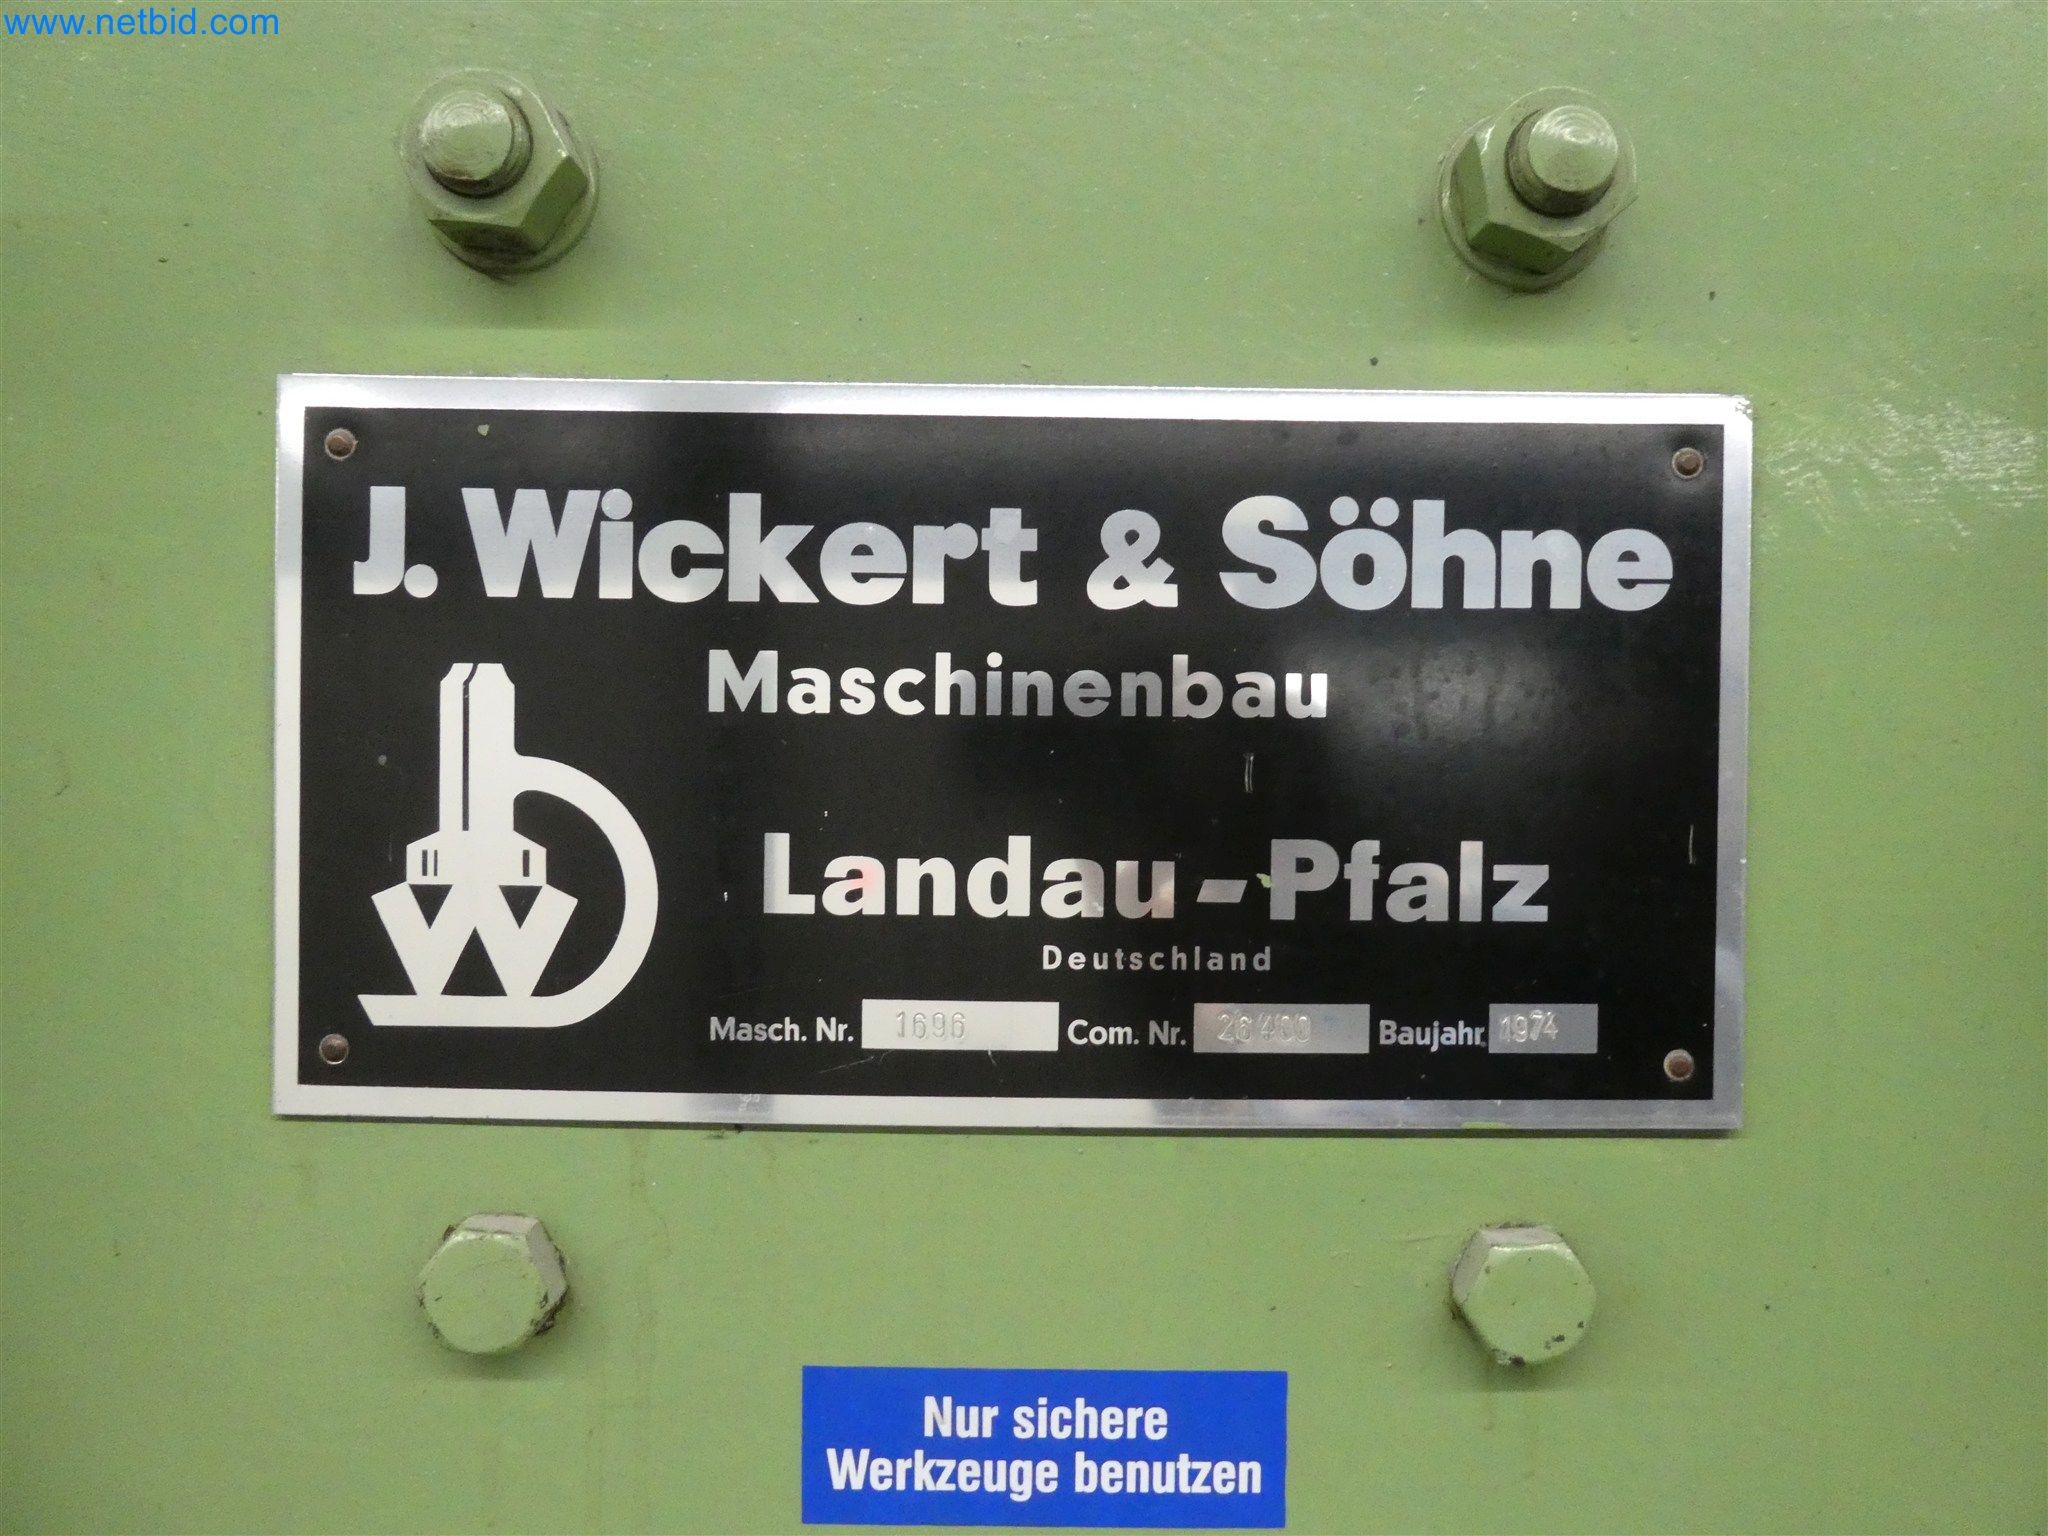 www.netbid.com
J. Wickert & Söhne
Maschinenbau
Landau-Pfalz
Deutschland
Masch. Nr. 1696 Com. Nr. 26400 Baujahr 1974
Nur sichere
Werkzeuge benutzen